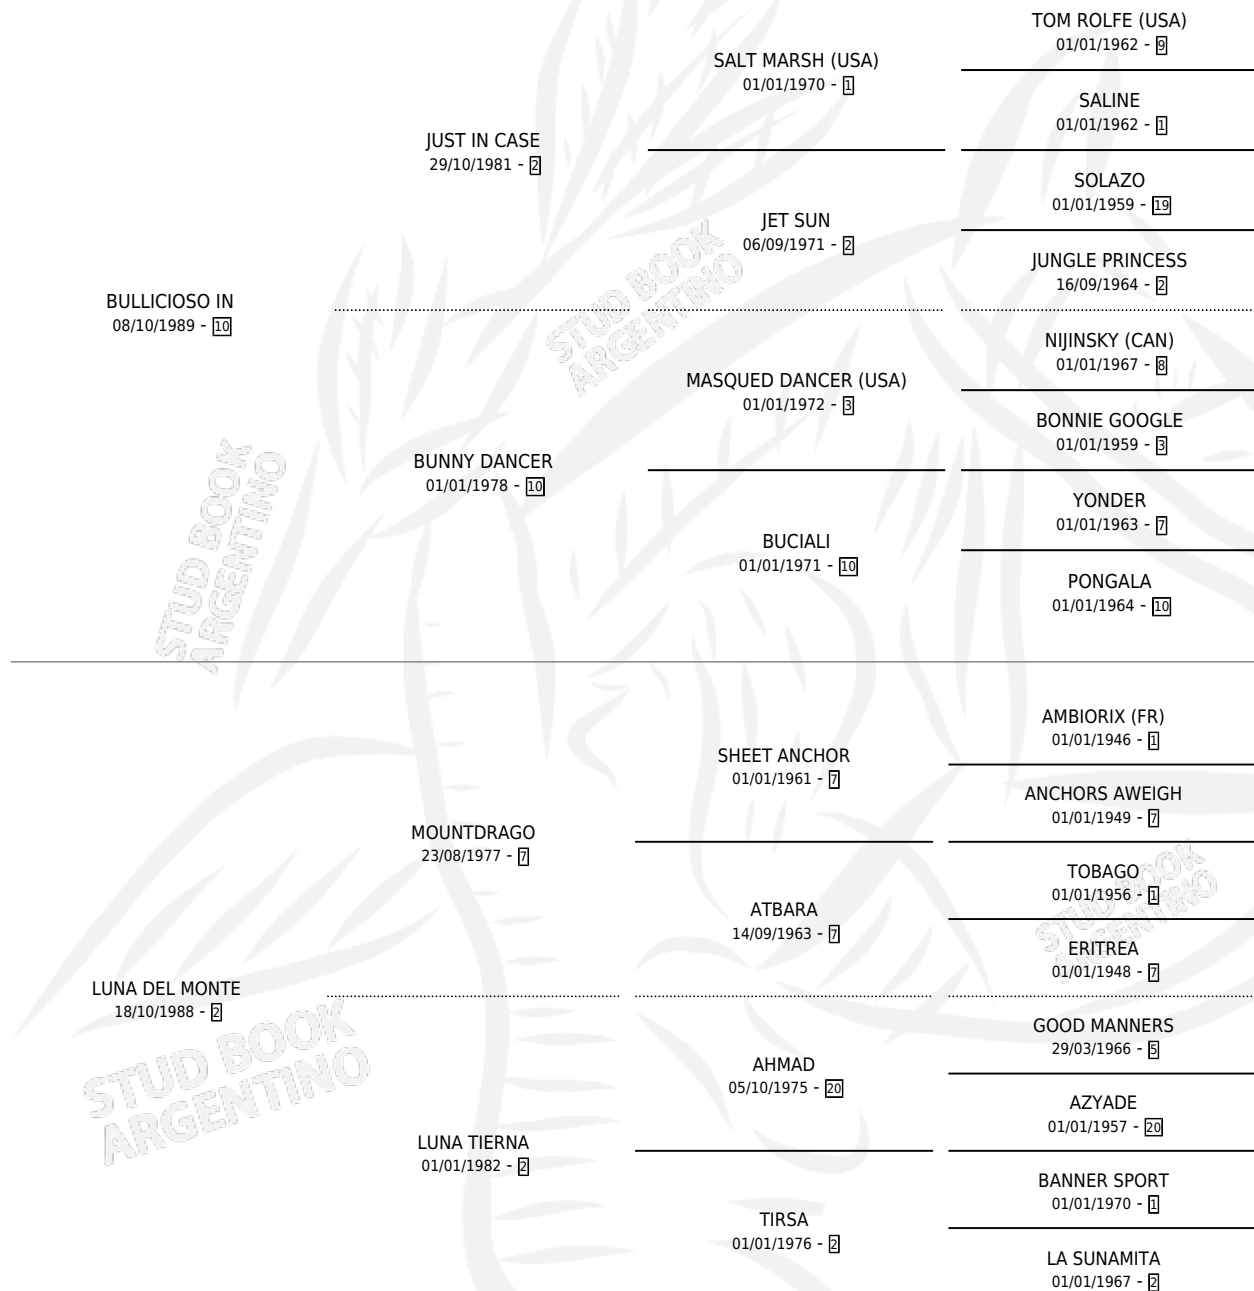 TOM ROLFE (USA)
01/01/1962 - 9
SALT MARSH (USA)
01/01/1970 - 1
SALINE
01/01/1962 - 1
JUST IN CASE
29/10/1981 - 2
SOLAZO
01/01/1959 - 19
JET SUN
06/09/1971 - 2
JUNGLE PRINCESS
16/09/1964 - 2
BULLICIOSO IN
08/10/1989 - 10
NIJINSKY (CAN)
01/01/1967 - 8
MASQUED DANCER (USA)
01/01/1972 - 3
BONNIE GOOGLE
01/01/1959 - 3
BUNNY DANCER
01/01/1978 - 10
YONDER
01/01/1963 - 7
BUCIALI
01/01/1971 - 10
PONGALA
01/01/1964 - 10
STUD BOOK
ARGENTINO
STUD BOOK
ARGENTINO
AMBIORIX (FR)
01/01/1946 - 1
SHEET ANCHOR
01/01/1961 - 7
ANCHORS AWEIGH
01/01/1949 - 7
MOUNTDRAGO
23/08/1977 - 7
TOBAGO
01/01/1956 - 1
ATBARA
14/09/1963 - 7
ERITREA
01/01/1948 - 7
STUD BOOK
ARGENTINO
LUNA DEL MONTE
18/10/1988 - 2
GOOD MANNERS
29/03/1966 - 5
AHMAD
05/10/1975 - 20
AZYADE
01/01/1957 - 20
LUNA TIERNA
01/01/1982 - 2
BANNER SPORT
01/01/1970 - 1
TIRSA
01/01/1976 - 2
LA SUNAMITA
01/01/1967 - 2
STUD BOOK
ARGENTINO